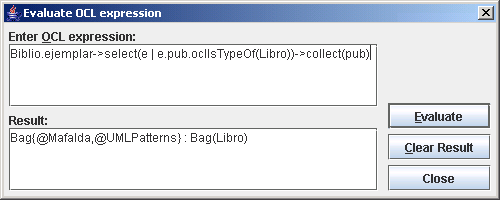 Evaluate OCL expression
Enter OCL expression:
Biblio.ejemplar->select(e | e.pub.oclIsTypeOf(Libro))->collect(pub)
Evaluate
Result:
Bag{@Mafalda,@UMLPatterns} : Bag(Libro)
Clear Result
Close